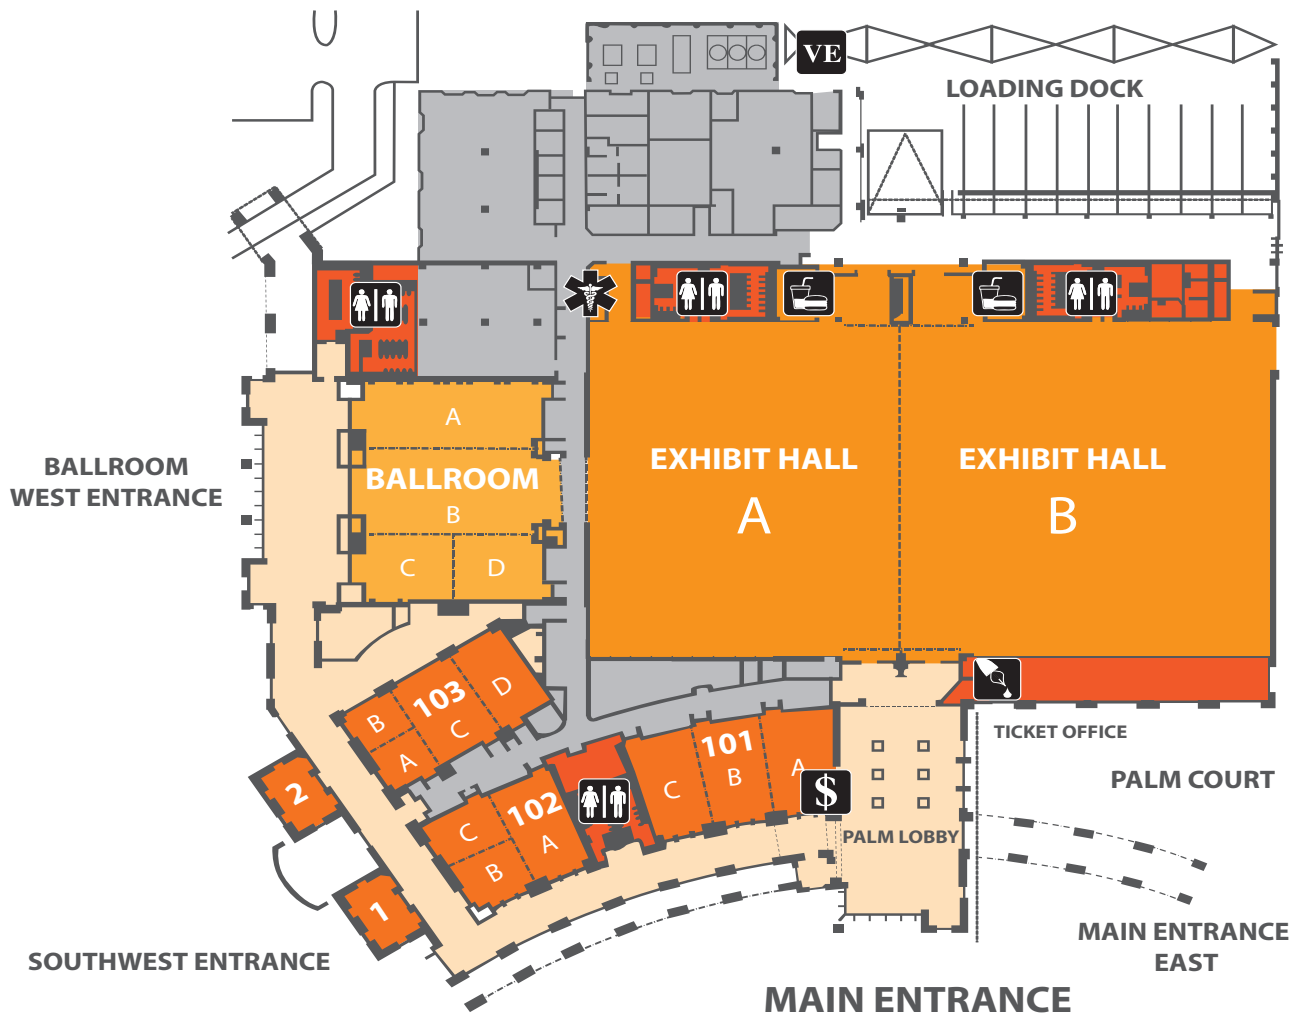 VE
LOADING DOCK
A
BALLROOM
B
C
D
EXHIBIT HALL
A
EXHIBIT HALL
B
BALLROOM
WEST ENTRANCE
103
D
B
C
A
101
A
B
C
102
C
A
B
$
2
1
TICKET OFFICE
PALM COURT
PALM LOBBY
SOUTHWEST ENTRANCE
MAIN ENTRANCE
EAST
MAIN ENTRANCE